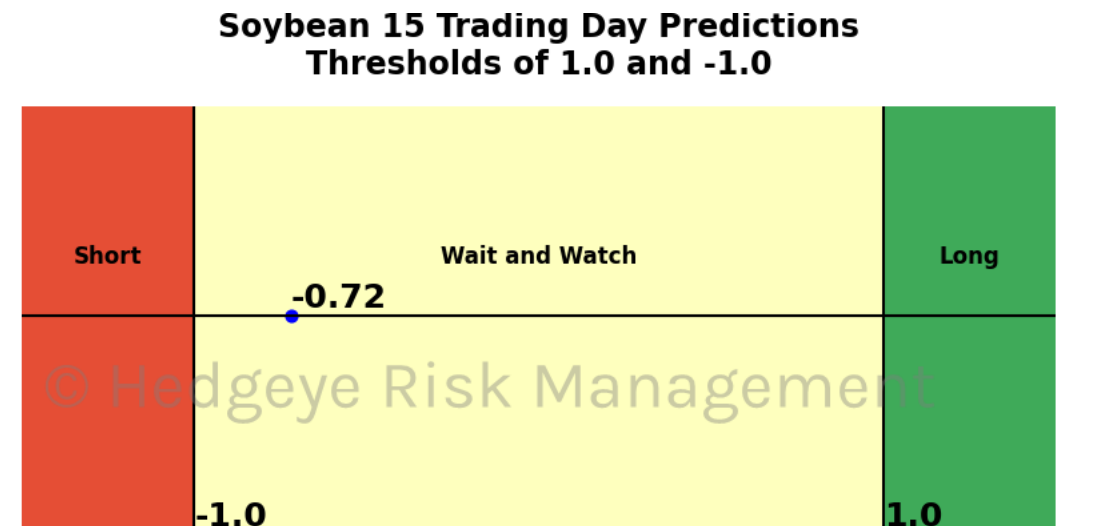 Soybean 15 Trading Day Predictions
Thresholds of 1.0 and -1.0
Short Wait and Watch Long
-0.72
© Hedgeye Risk Management
-1.0 1.0